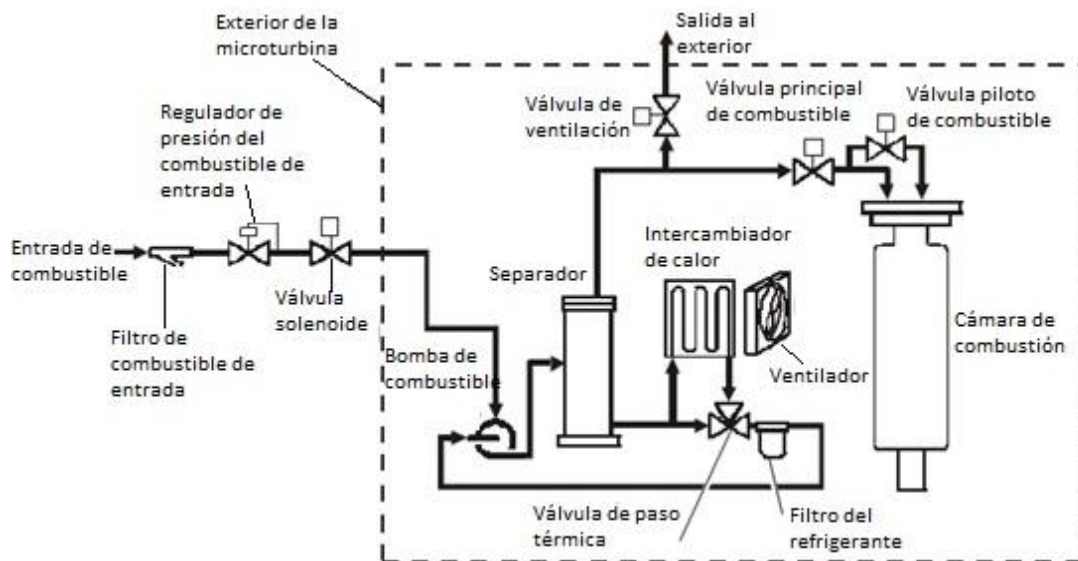 Salida al
exterior
Exterior de la
microturbina
Válvula de
ventilación
Válvula principal
de combustible
Válvula piloto
de combustible
Regulador de
presión del
combustible de
entrada
Entrada de
combustible
Filtro de
combustible de
entrada
Válvula
solenoide
Bomba de
combustible
Separador
Intercambiador
de calor
Ventilador
Cámara de
combustión
Válvula de paso
térmica
Filtro del
refrigerante